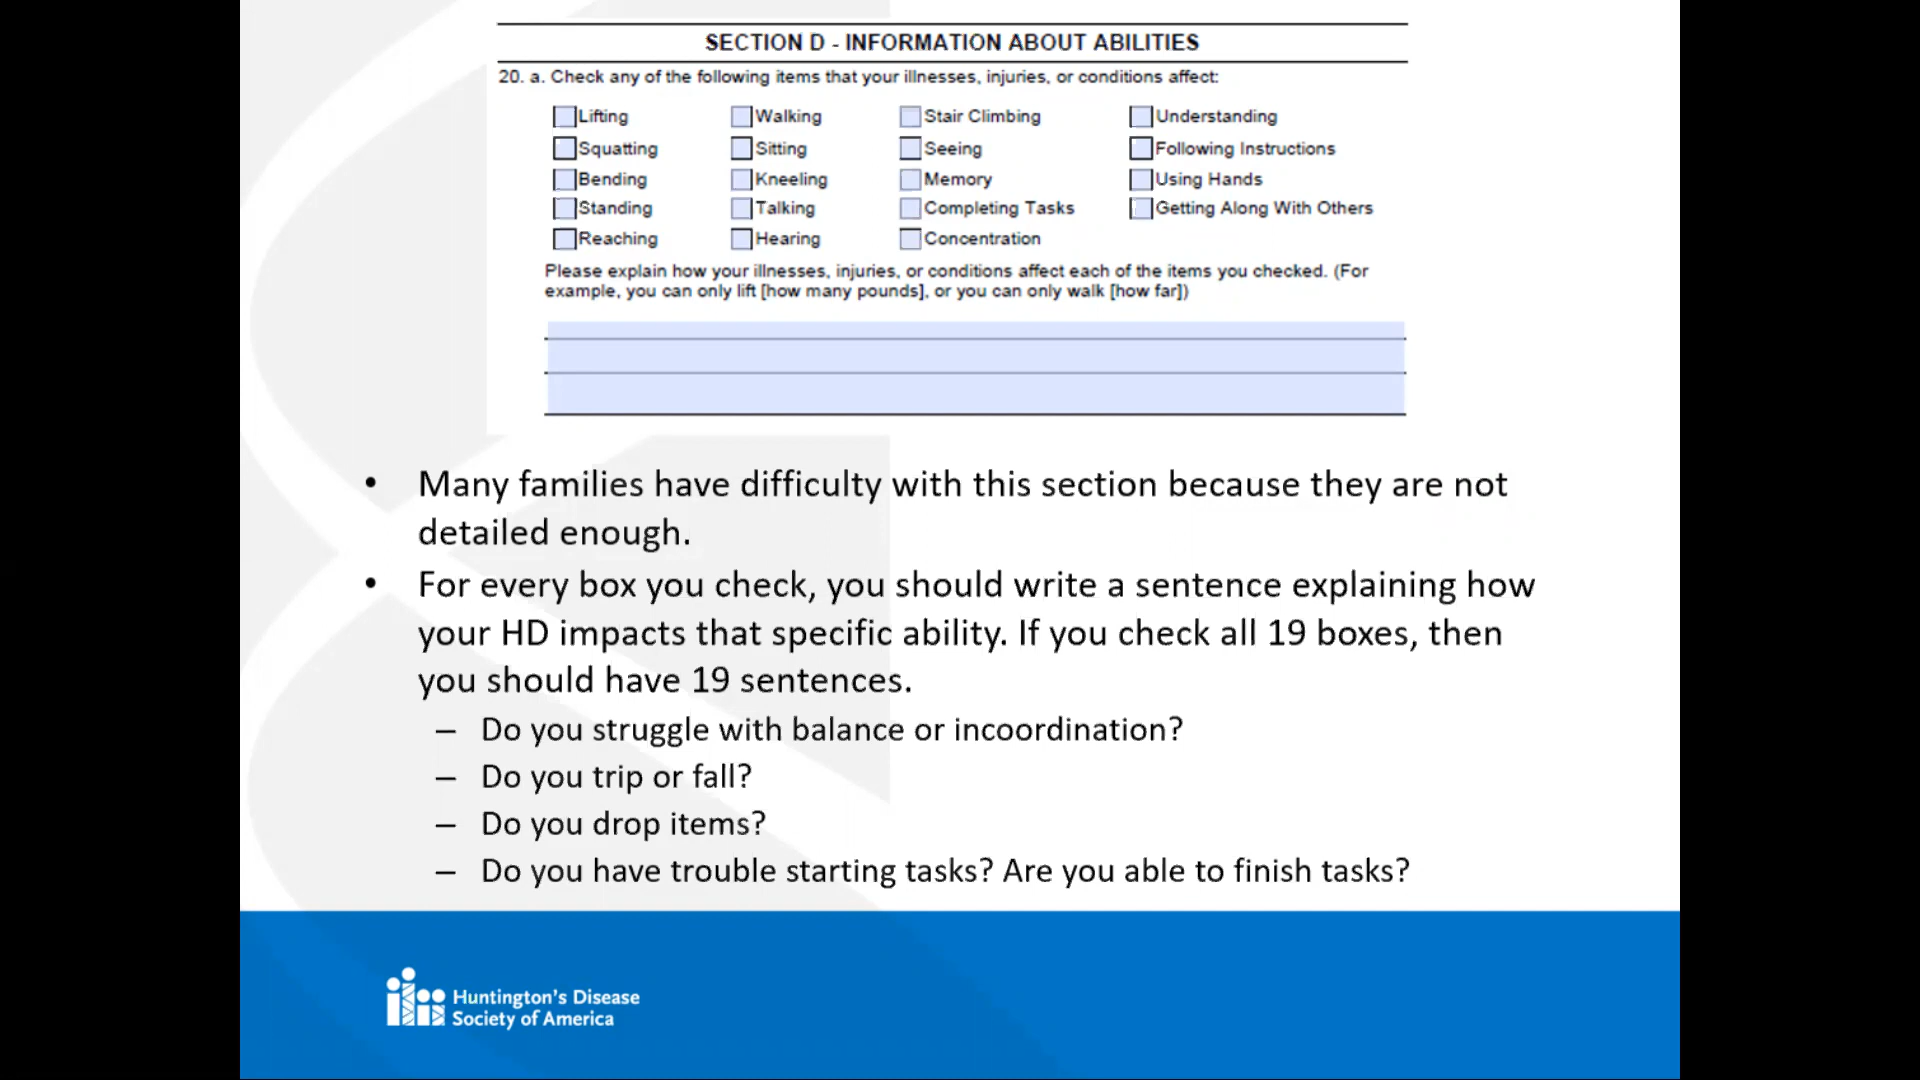 SECTION D - INFORMATION ABOUT ABILITIES
20. a. Check any of the following items that your illnesses, injuries, or conditions affect:
Lifting Walking Stair Climbing Understanding
Squatting Sitting Seeing Following Instructions
Bending Kneeling Memory Using Hands
Standing Talking Completing Tasks Getting Along With Others
Reaching Hearing Concentration
Please explain how your illnesses, injuries, or conditions affect each of the items you checked. (For
example, you can only lift [how many pounds], or you can only walk [how far])
• Many families have difficulty with this section because they are not
detailed enough.
• For every box you check, you should write a sentence explaining how
your HD impacts that specific ability. If you check all 19 boxes, then
you should have 19 sentences.
– Do you struggle with balance or incoordination?
– Do you trip or fall?
– Do you drop items?
– Do you have trouble starting tasks? Are you able to finish tasks?
Huntington's Disease
Society of America